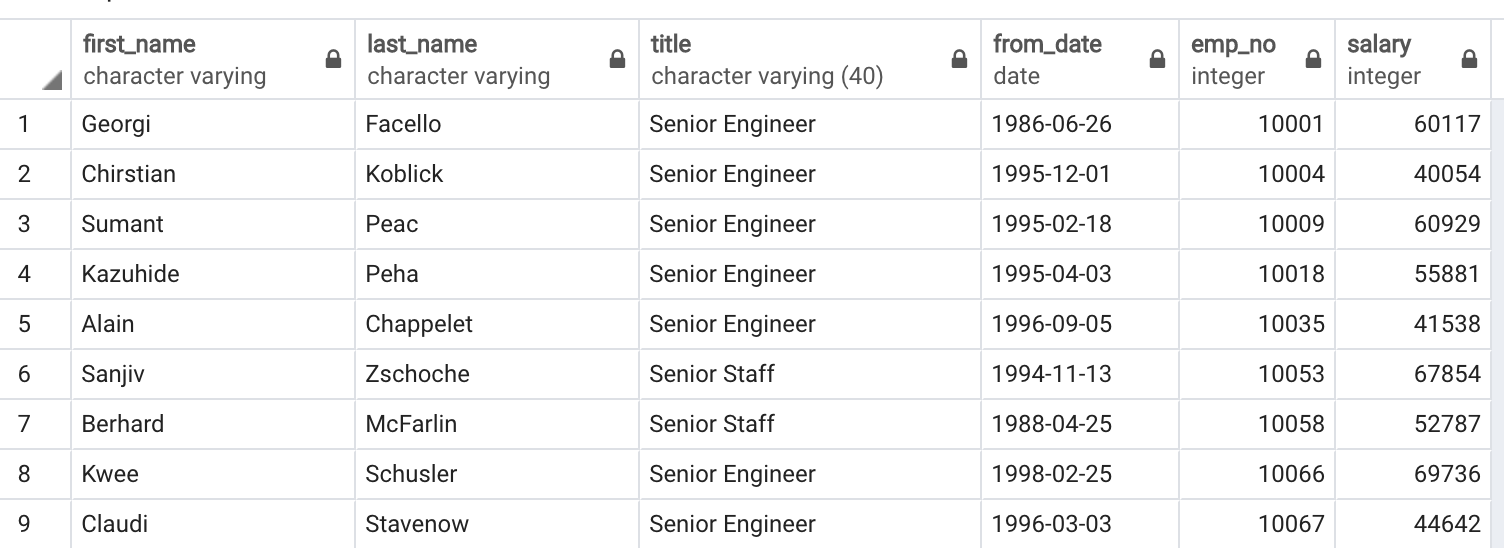 first_name last_name title from_date emp_no salary
character varying character varying character varying (40) date integer integer
1 Georgi Facello Senior Engineer 1986-06-26 10001 60117
2 Chirstian Koblick Senior Engineer 1995-12-01 10004 40054
3 Sumant Peac Senior Engineer 1995-02-18 10009 60929
4 Kazuhide Peha Senior Engineer 1995-04-03 10018 55881
5 Alain Chappelet Senior Engineer 1996-09-05 10035 41538
6 Sanjiv Zschoche Senior Staff 1994-11-13 10053 67854
7 Berhard McFarlin Senior Staff 1988-04-25 10058 52787
8 Kwee Schusler Senior Engineer 1998-02-25 10066 69736
9 Claudi Stavenow Senior Engineer 1996-03-03 10067 44642